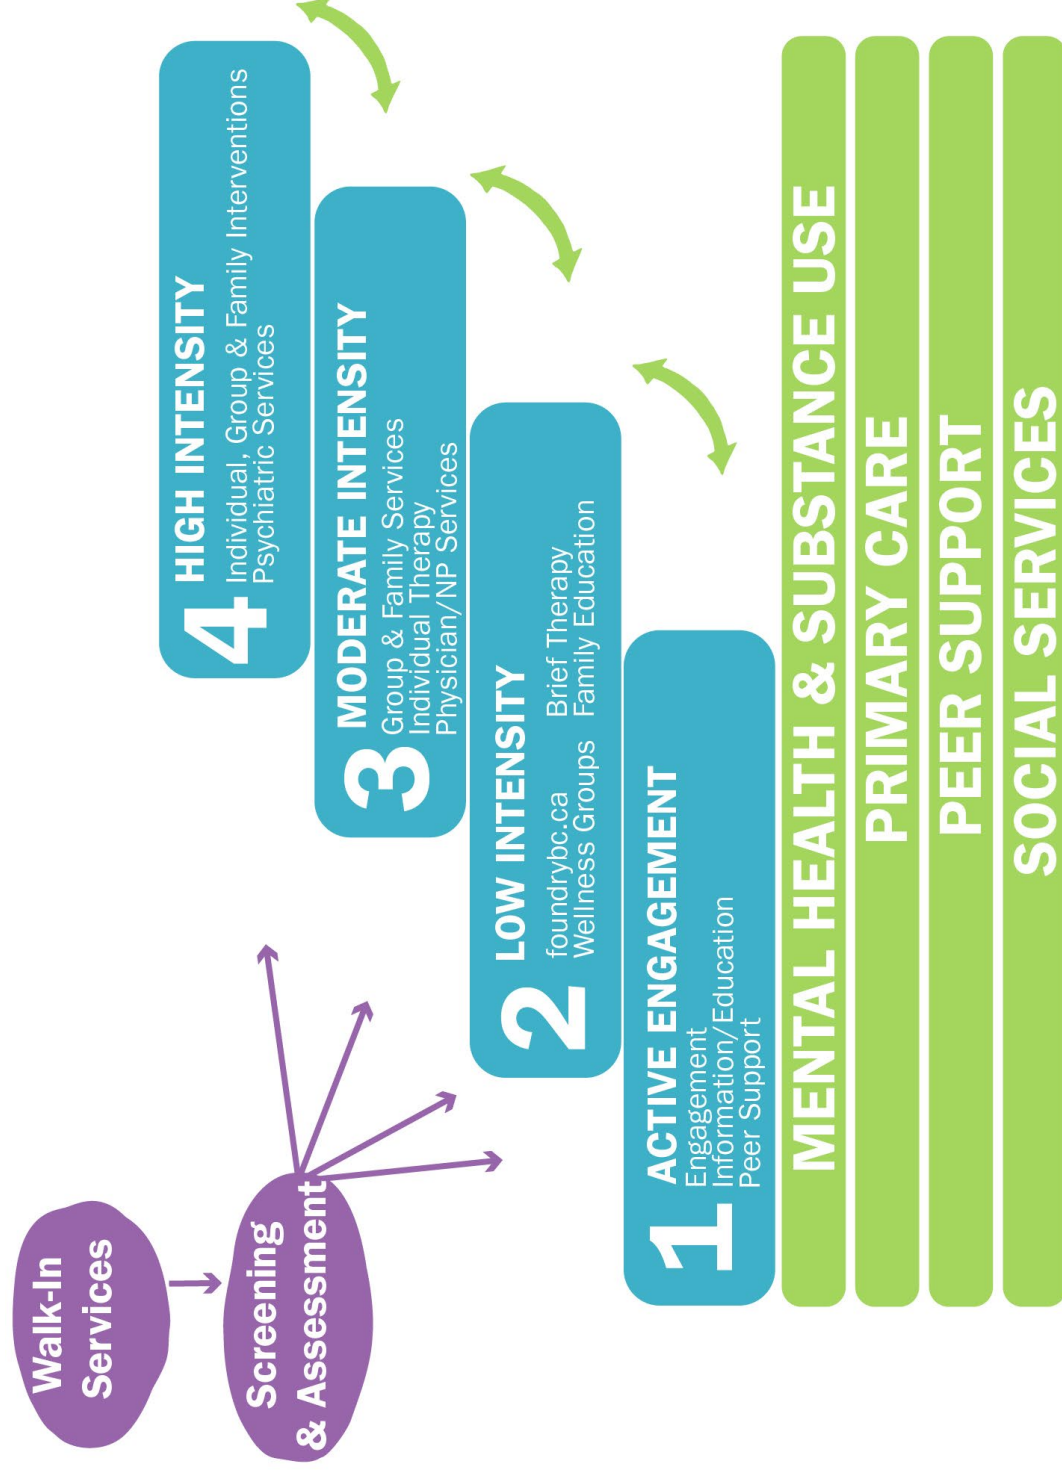 Walk-In
Services
Screening
& Assessment
4
HIGH INTENSITY
Individual, Group & Family Interventions
Psychiatric Services
3
MODERATE INTENSITY
Group & Family Services
Individual Therapy
Physician/NP Services
2
LOW INTENSITY
foundrybc.ca
Wellness Groups
Brief Therapy
Family Education
1
ACTIVE ENGAGEMENT
Engagement
Information/Education
Peer Support
MENTAL HEALTH & SUBSTANCE USE
PRIMARY CARE
PEER SUPPORT
SOCIAL SERVICES